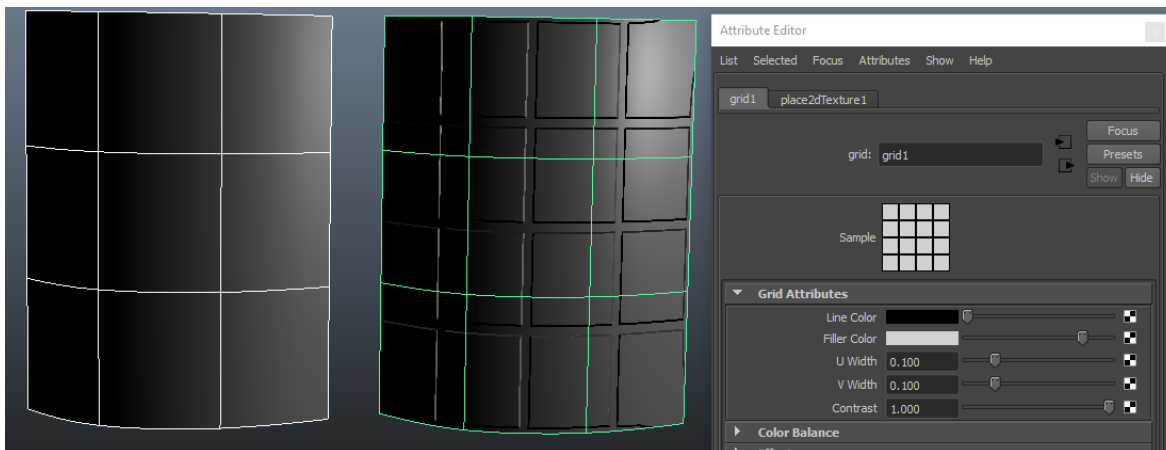 Attribute Editor
List Selected Focus Attributes Show Help
grid1 place2dTexture1
Focus
grid: grid1
Presets
Show Hide
Sample
Grid Attributes
Line Color
Filler Color
U Width 0.100
V Width 0.100
Contrast 1.000
Color Balance